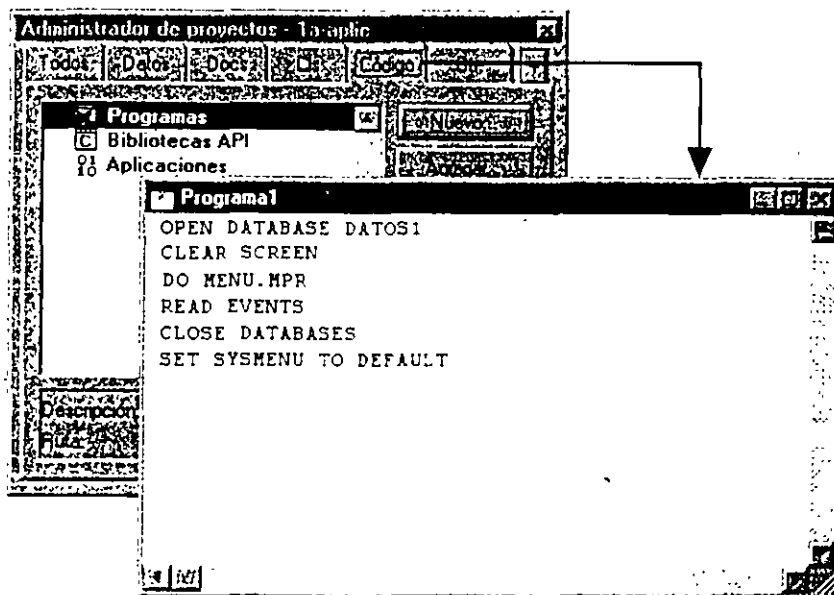 Administrador de proyectos - 1a-aplic
Todos Datos Docs Código
Programas
Nuevo...
Bibliotecas API
Aplicaciones
Agregar
Programa1
OPEN DATABASE DATOS1
CLEAR SCREEN
DO MENU.MPR
READ EVENTS
CLOSE DATABASES
SET SYSMENU TO DEFAULT
Descripción
Ruta: